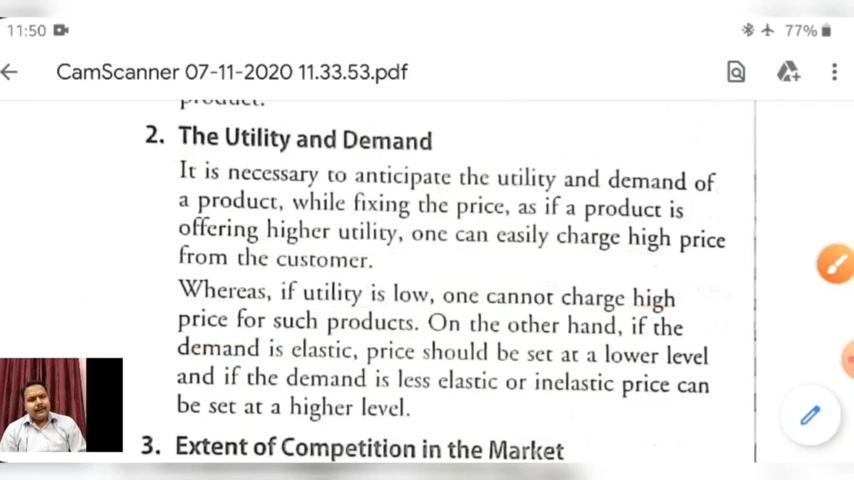 11:50
77%
CamScanner 07-11-2020 11.33.53.pdf
product.
2. The Utility and Demand
It is necessary to anticipate the utility and demand of
a product, while fixing the price, as if a product is
offering higher utility, one can easily charge high price
from the customer.
Whereas, if utility is low, one cannot charge high
price for such products. On the other hand, if the
demand is elastic, price should be set at a lower level
and if the demand is less elastic or inelastic price can
be set at a higher level.
3. Extent of Competition in the Market